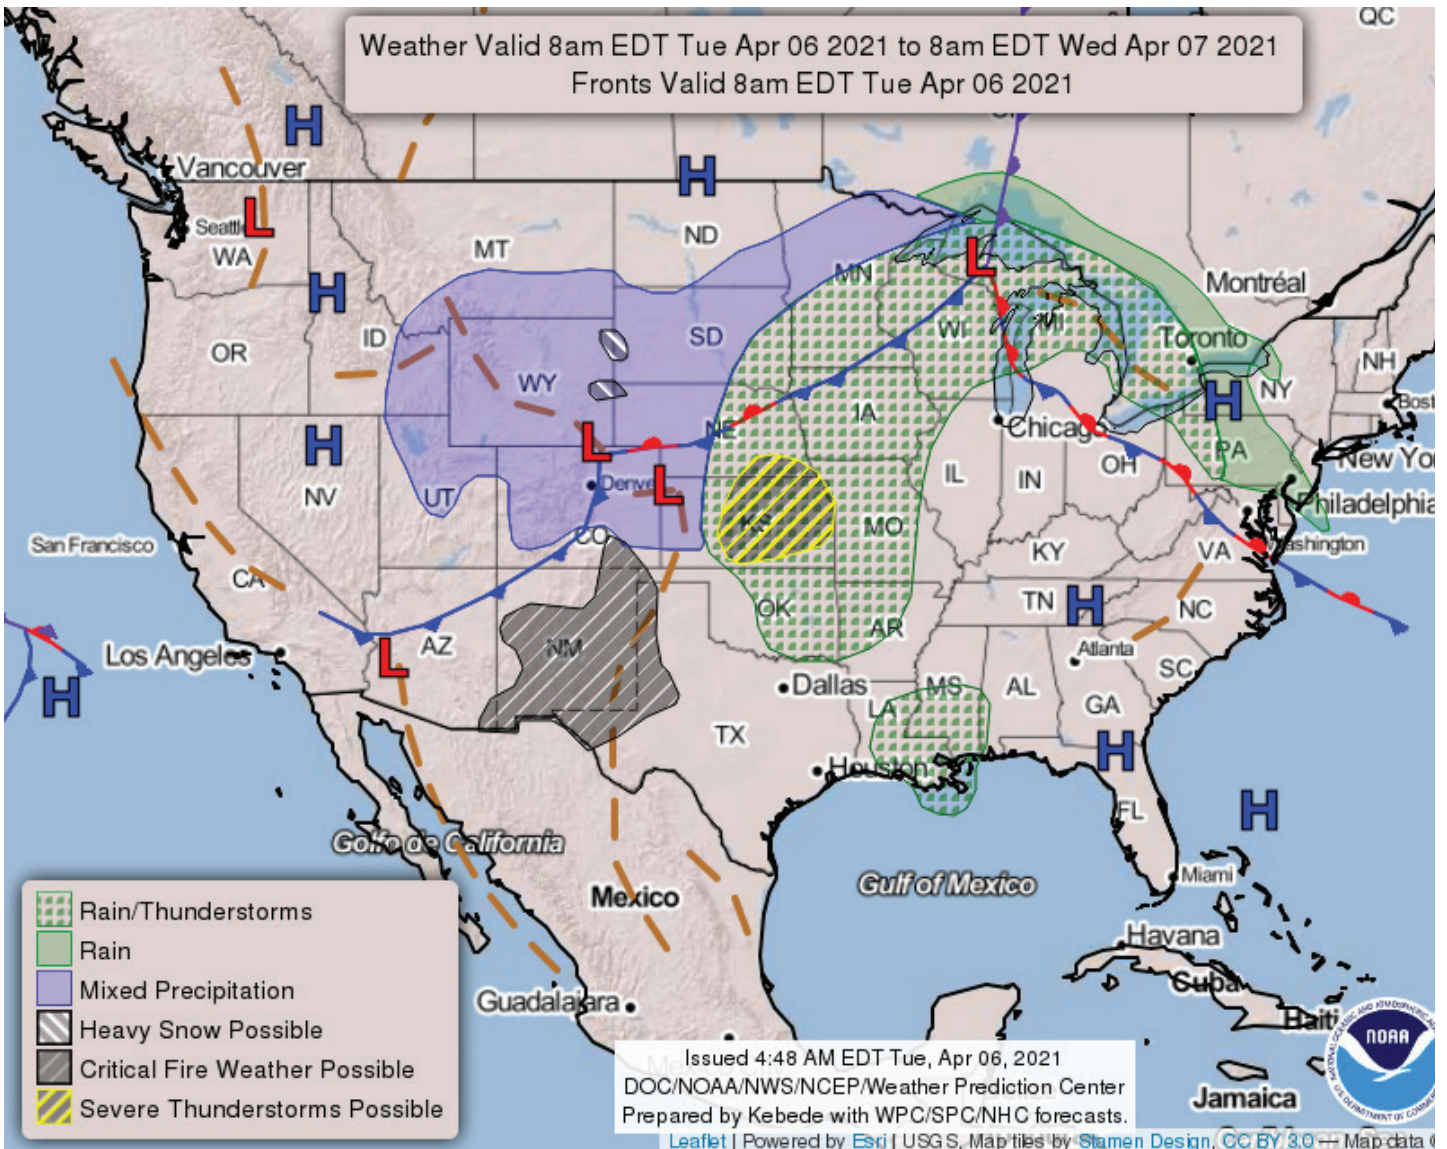 Weather Valid 8am EDT Tue Apr 06 2021 to 8am EDT Wed Apr 07 2021
Fronts Valid 8am EDT Tue Apr 06 2021
QC
H
Vancouver
H
L
Seattle
WA
MT
ND
H
OR
ID
WY
SD
MN
L
WI
MI
Montréal
Toronto
NH
NY
Bost
H
NV
H
UT
L
Denve
L
CO
NE
IA
Chicago
IL
IN
OH
PA
H
New Yo
Philadelphia
San Francisco
CA
KS
MO
KY
VA
ashington
Los Angeles
AZ
L
NM
OK
AR
TN
H
NC
Atlanta
SC
H
Dallas
TX
LA
MS
AL
GA
Houston
H
FL
H
Golfo de California
Mexico
Gulf of Mexico
Miami
Havana
Cuba
Haiti
Guadalajara
Jamaica
Rain/Thunderstorms
Rain
Mixed Precipitation
Heavy Snow Possible
Critical Fire Weather Possible
Severe Thunderstorms Possible
NOAA
Issued 4:48 AM EDT Tue, Apr 06, 2021
DOC/NOAA/NWS/NCEP/Weather Prediction Center
Prepared by Kebede with WPC/SPC/NHC forecasts.
Leaflet | Powered by Esri | USGS, Map tiles by Stamen Design, CC BY 3.0 — Map data ©